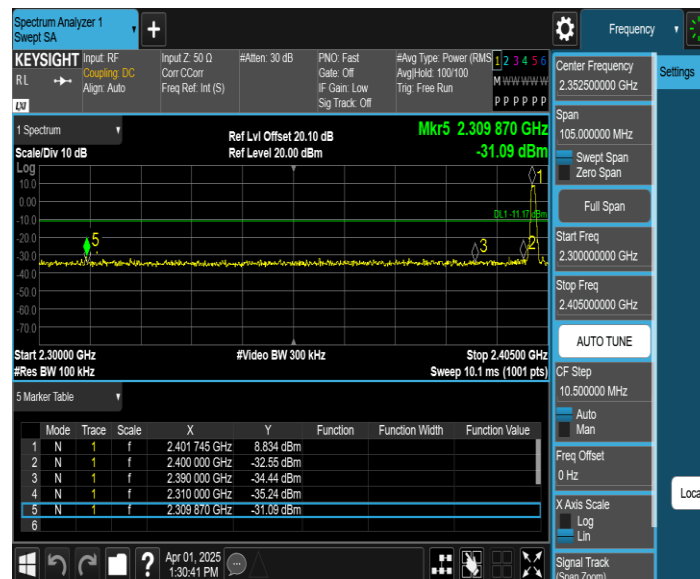 Spectrum Analyzer 1
Swept SA
Frequency
KEYSIGHT
RL
LXI
Input: RF
Coupling: DC
Align: Auto
Input Z: 50 Ω
Corr CCorr
Freq Ref: Int (S)
#Atten: 30 dB
PNO: Fast
Gate: Off
IF Gain: Low
Sig Track: Off
#Avg Type: Power (RMS
Avg|Hold: 100/100
Trig: Free Run
1 2 3 4 5 6
M W W W W W
P P P P P P
1 Spectrum
Scale/Div 10 dB
Ref Lvl Offset 20.10 dB
Ref Level 20.00 dBm
Mkr5 2.309 870 GHz
-31.09 dBm
Log
10.0
0.00
-10.0
-20.0
-30.0
-40.0
-50.0
-60.0
-70.0
1
DL1 -11.17 dBm
5
3
2
Start 2.30000 GHz
#Video BW 300 kHz
Stop 2.40500 GHz
#Res BW 100 kHz
Sweep 10.1 ms (1001 pts)
5 Marker Table
Mode Trace Scale X Y Function Function Width Function Value
1 N 1 f 2.401 745 GHz 8.834 dBm
2 N 1 f 2.400 000 GHz -32.55 dBm
3 N 1 f 2.390 000 GHz -34.44 dBm
4 N 1 f 2.310 000 GHz -35.24 dBm
5 N 1 f 2.309 870 GHz -31.09 dBm
6
Apr 01, 2025
1:30:41 PM
Center Frequency
2.352500000 GHz
Span
105.000000 MHz
Swept Span
Zero Span
Full Span
Start Freq
2.300000000 GHz
Stop Freq
2.405000000 GHz
AUTO TUNE
CF Step
10.500000 MHz
Auto
Man
Freq Offset
0 Hz
X Axis Scale
Log
Lin
Signal Track
(Span Zoom)
Settings
Loca